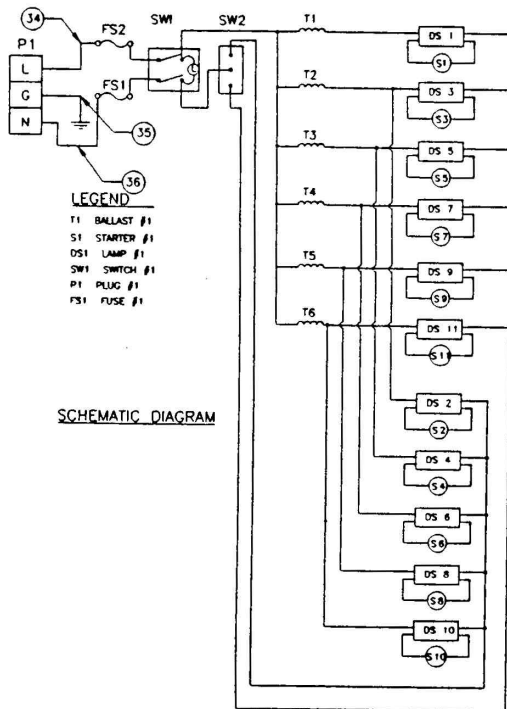 34
P1
L
G
N
FS2
FS1
35
36
SW1
SW2
L
LEGEND
T1 BALLAST #1
S1 STARTER #1
DS1 LAMP #1
SW1 SWITCH #1
P1 PLUG #1
FS1 FUSE #1
SCHEMATIC DIAGRAM
T1
DS 1
S1
T2
DS 3
S3
T3
DS 5
S5
T4
DS 7
S7
T5
DS 9
S9
T6
DS 11
S11
DS 2
S2
DS 4
S4
DS 6
S6
DS 8
S8
DS 10
S10